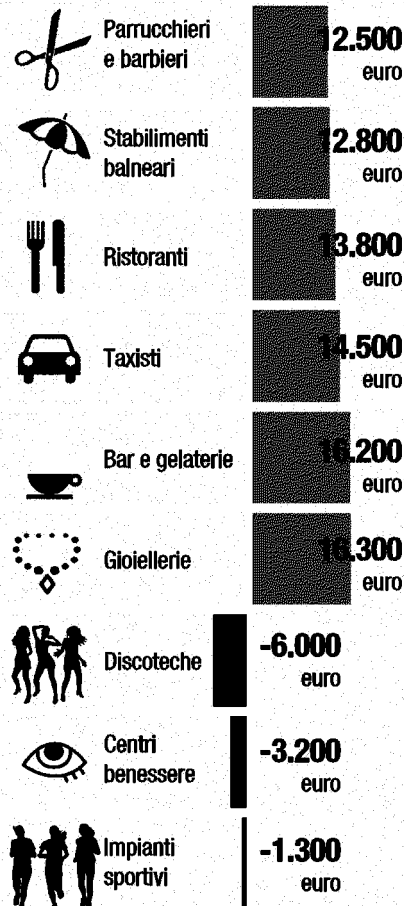 Parrucchieri
e barbieri
12.500
euro
Stabilimenti
balneari
12.800
euro
Ristoranti
13.800
euro
Taxisti
14.500
euro
Bar e gelaterie
16.200
euro
Gioiellerie
16.300
euro
Discoteche
-6.000
euro
Centri
benessere
-3.200
euro
Impianti
sportivi
-1.300
euro